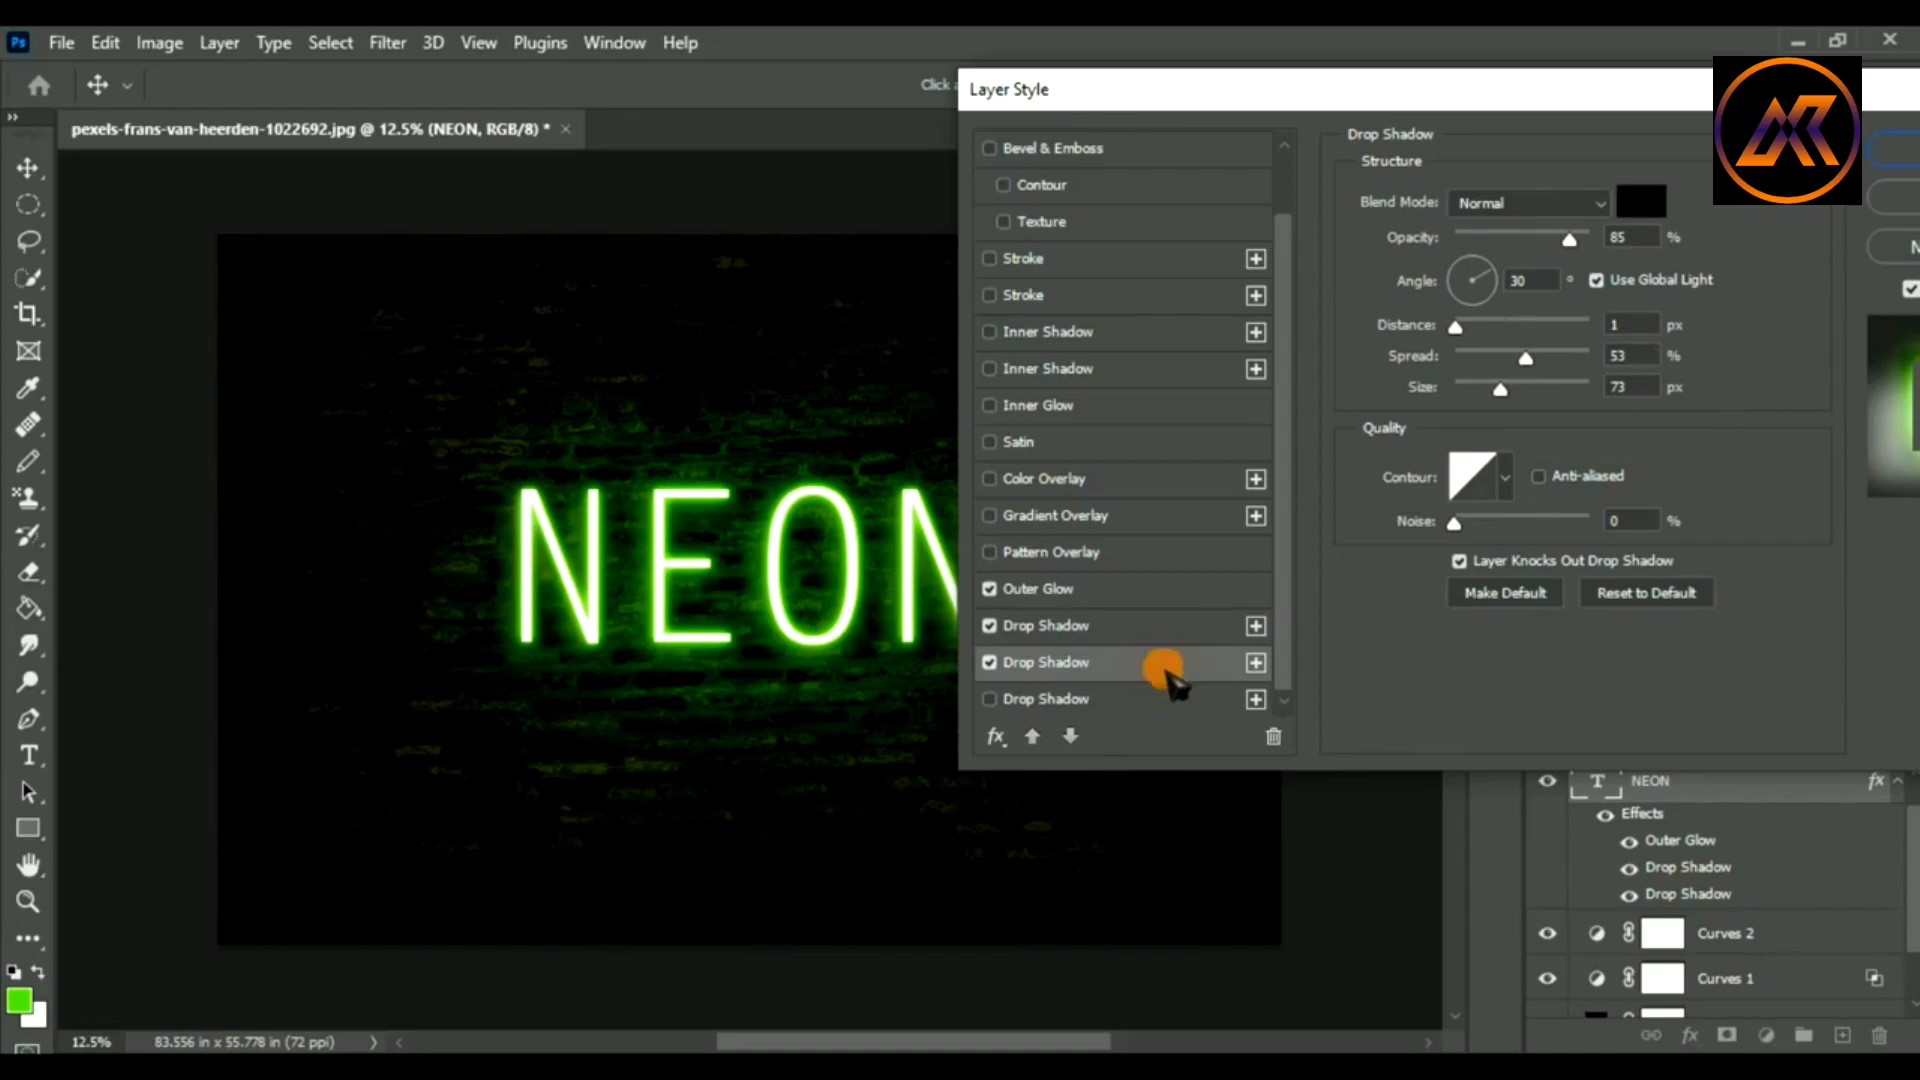 Ps File Edit Image Layer Type Select Filter 3D View Plugins Window Help
Click
pexels-frans-van-heerden-1022692.jpg @ 12.5% (NEON, RGB/8) *
Layer Style
Bevel & Emboss
Contour
Texture
Stroke
Stroke
Inner Shadow
Inner Shadow
Inner Glow
Satin
Color Overlay
Gradient Overlay
Pattern Overlay
Outer Glow
Drop Shadow
Drop Shadow
Drop Shadow
fx
Drop Shadow
Structure
Blend Mode: Normal
Opacity: 85 %
Angle: 30 ° Use Global Light
Distance: 1 px
Spread: 53 %
Size: 73 px
Quality
Contour: Anti-aliased
Noise: 0 %
Layer Knocks Out Drop Shadow
Make Default Reset to Default
N
NEON
T NEON fx
Effects
Outer Glow
Drop Shadow
Drop Shadow
Curves 2
Curves 1
fx
12.5% 83.556 in x 55.778 in (72 ppi)